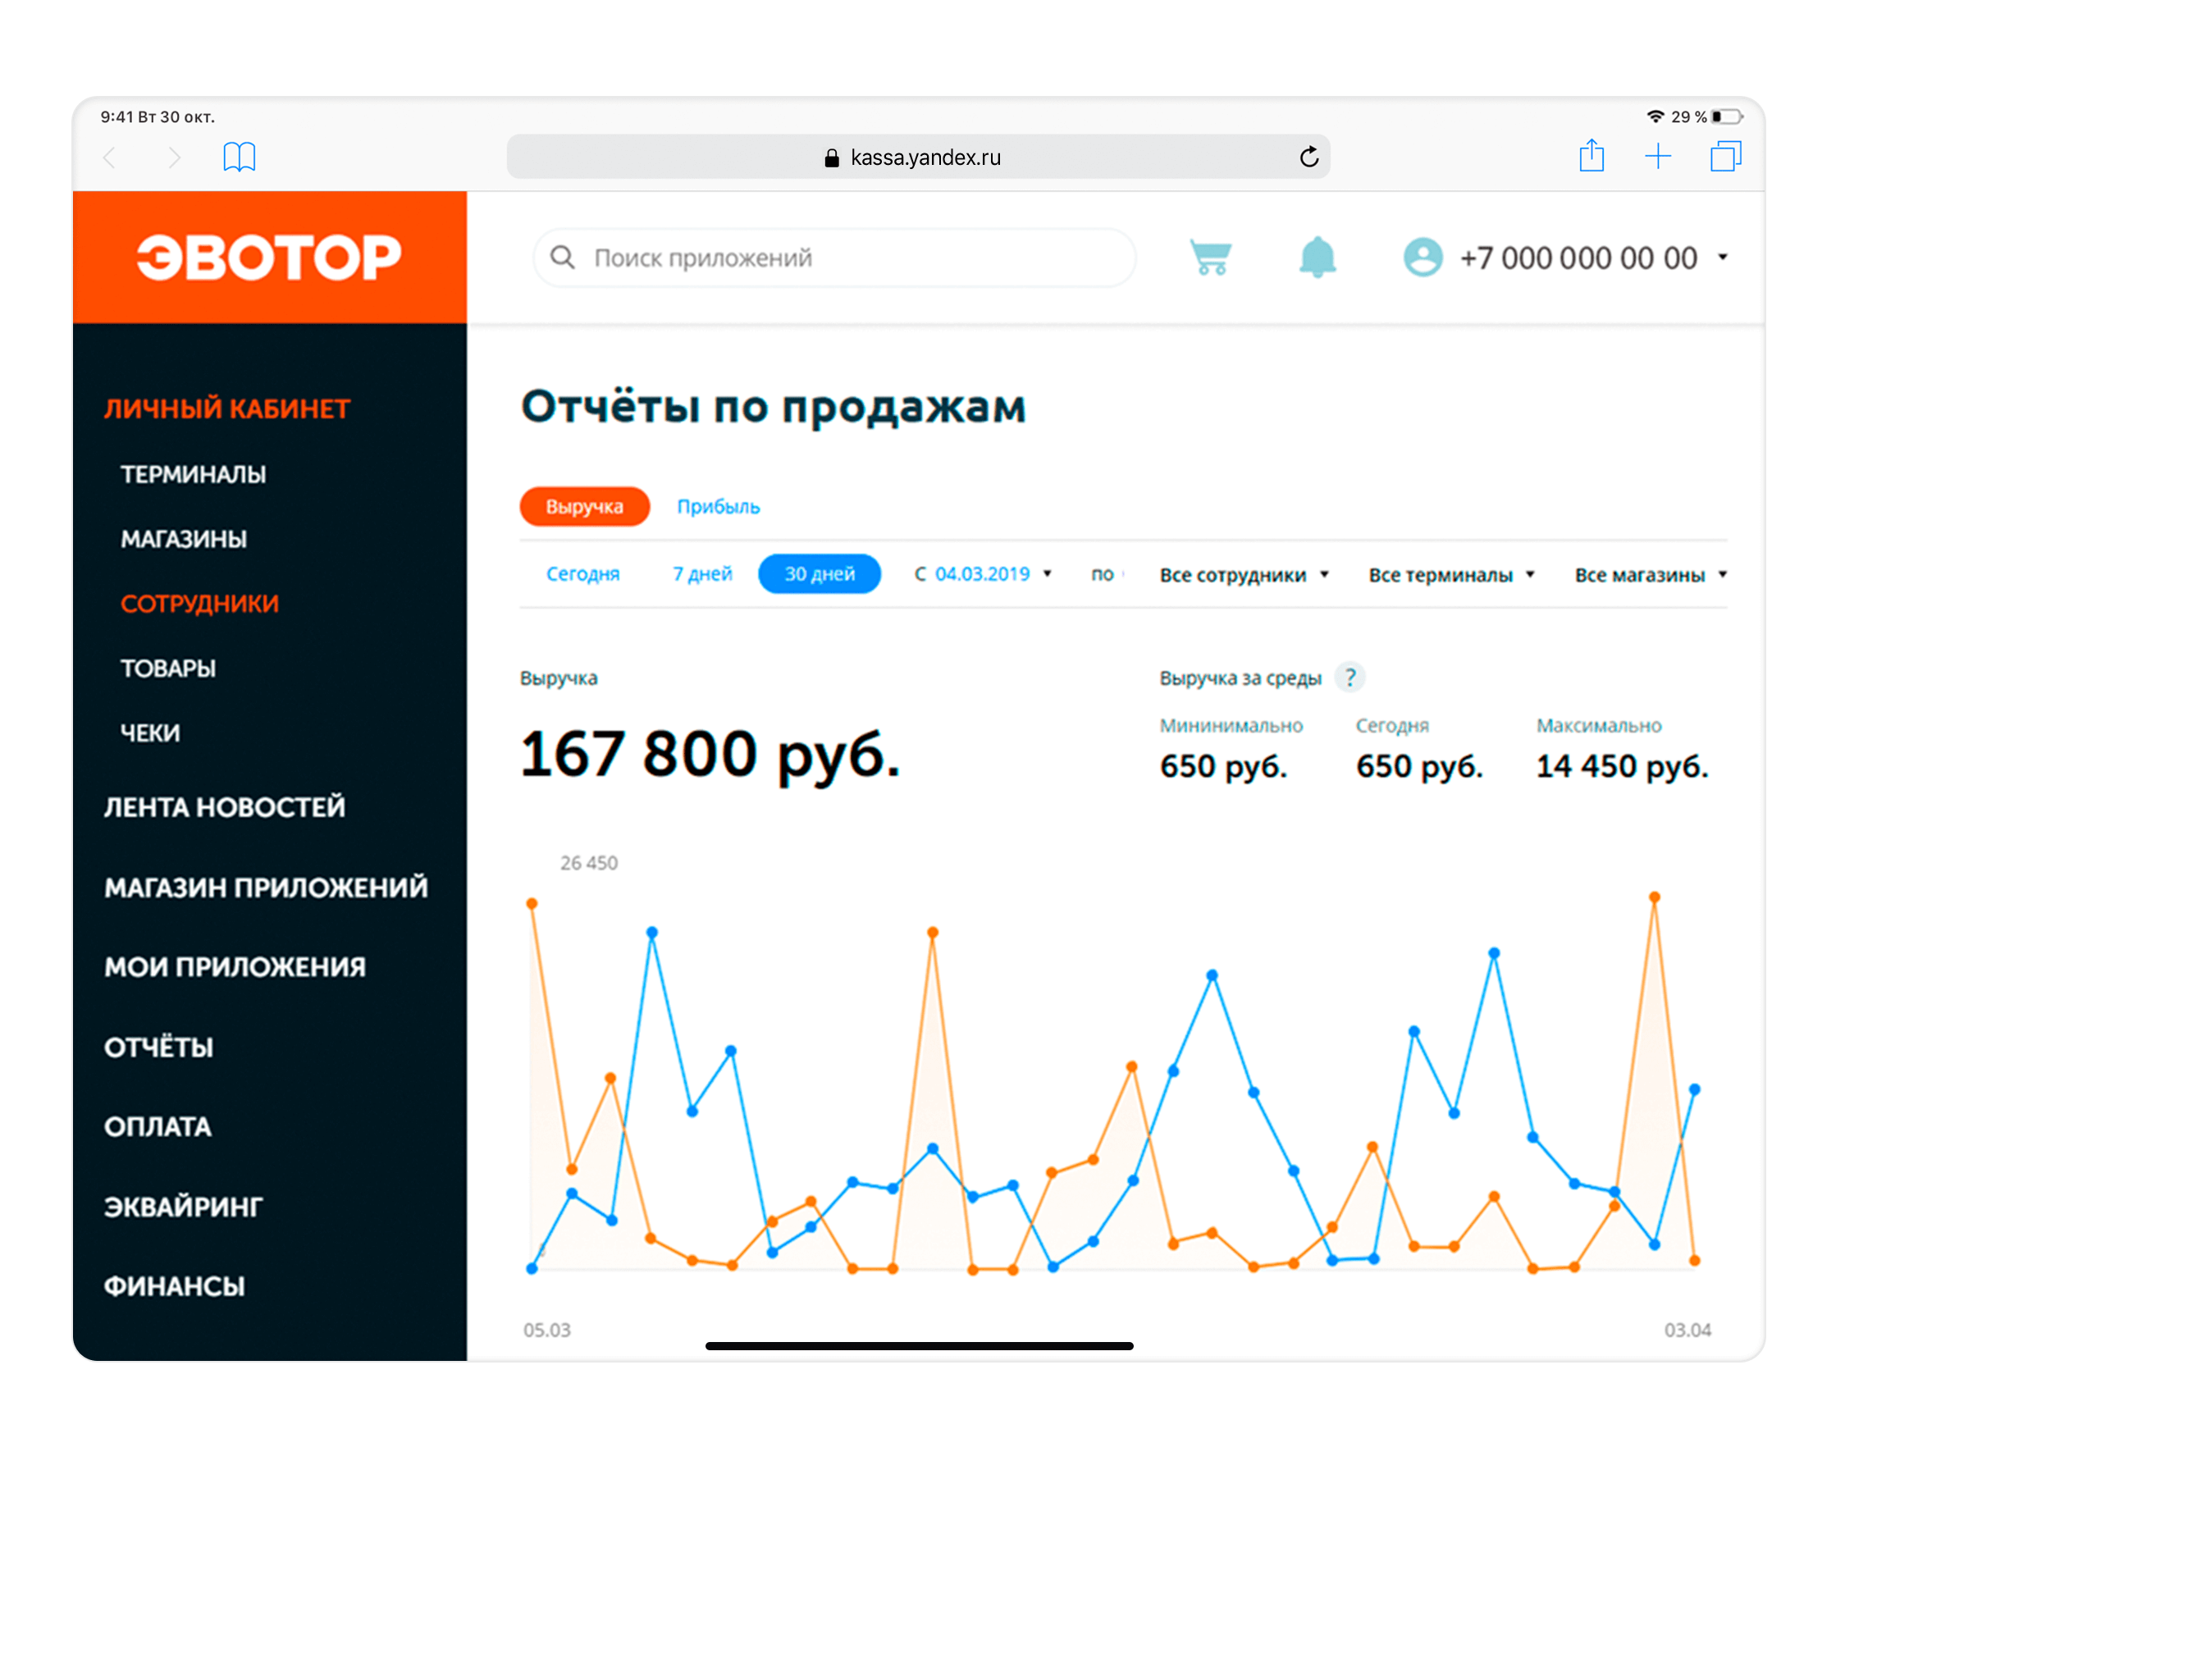 9:41 Вт 30 окт.
29 %
kassa.yandex.ru
ЭВОТОР
Поиск приложений
+7 000 000 00 00
ЛИЧНЫЙ КАБИНЕТ
ТЕРМИНАЛЫ
МАГАЗИНЫ
СОТРУДНИКИ
ТОВАРЫ
ЧЕКИ
ЛЕНТА НОВОСТЕЙ
МАГАЗИН ПРИЛОЖЕНИЙ
МОИ ПРИЛОЖЕНИЯ
ОТЧЁТЫ
ОПЛАТА
ЭКВАЙРИНГ
ФИНАНСЫ
Отчёты по продажам
Выручка Прибыль
Сегодня 7 дней 30 дней С 04.03.2019 по Все сотрудники Все терминалы Все магазины
Выручка
167 800 руб.
Выручка за среды ?
Мининимально Сегодня Максимально
650 руб. 650 руб. 14 450 руб.
26 450
05.03 03.04